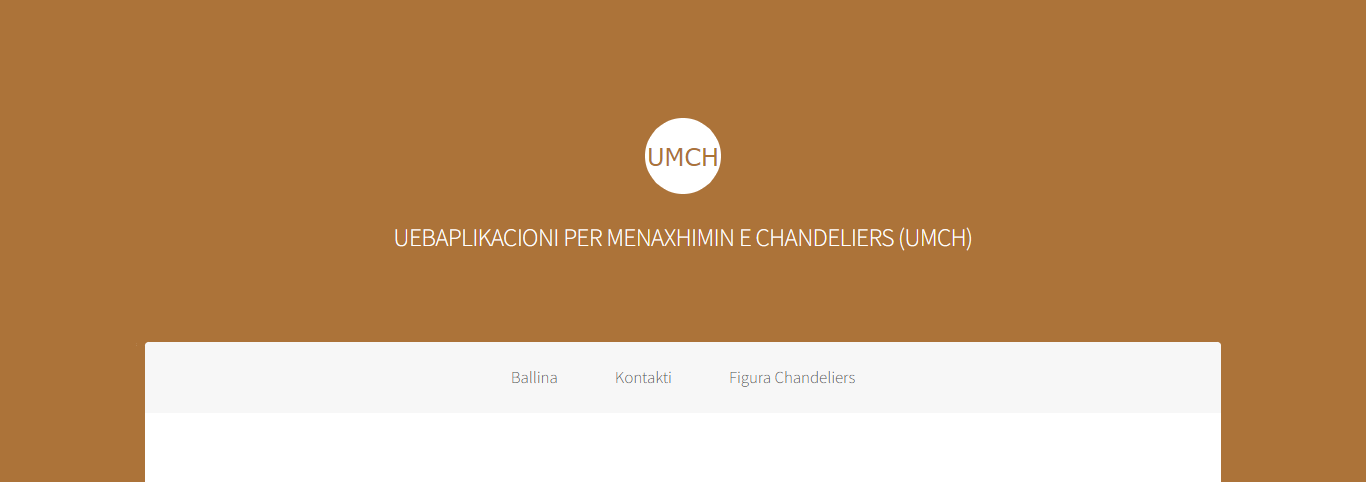 UMCH
UEBAPLIKACIONI PER MENAXHIMIN E CHANDELIERS (UMCH)
Ballina Kontakti Figura Chandeliers